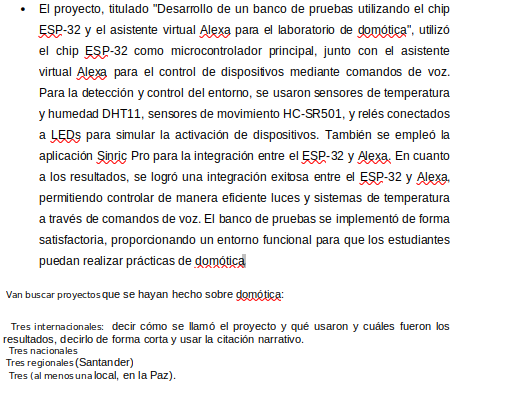 • El proyecto, titulado "Desarrollo de un banco de pruebas utilizando el chip
ESP-32 y el asistente virtual Alexa para el laboratorio de domótica", utilizó
el chip ESP-32 como microcontrolador principal, junto con el asistente
virtual Alexa para el control de dispositivos mediante comandos de voz.
Para la detección y control del entorno, se usaron sensores de temperatura
y humedad DHT11, sensores de movimiento HC-SR501, y relés conectados
a LEDs para simular la activación de dispositivos. También se empleó la
aplicación Sinric Pro para la integración entre el ESP-32 y Alexa. En cuanto
a los resultados, se logró una integración exitosa entre el ESP-32 y Alexa,
permitiendo controlar de manera eficiente luces y sistemas de temperatura
a través de comandos de voz. El banco de pruebas se implementó de forma
satisfactoria, proporcionando un entorno funcional para que los estudiantes
puedan realizar prácticas de domótica
Van buscar proyectos que se hayan hecho sobre domótica:
Tres internacionales: decir cómo se llamó el proyecto y qué usaron y cuáles fueron los
resultados, decirlo de forma corta y usar la citación narrativo.
Tres nacionales
Tres regionales (Santander)
Tres (al menos una local, en la Paz).